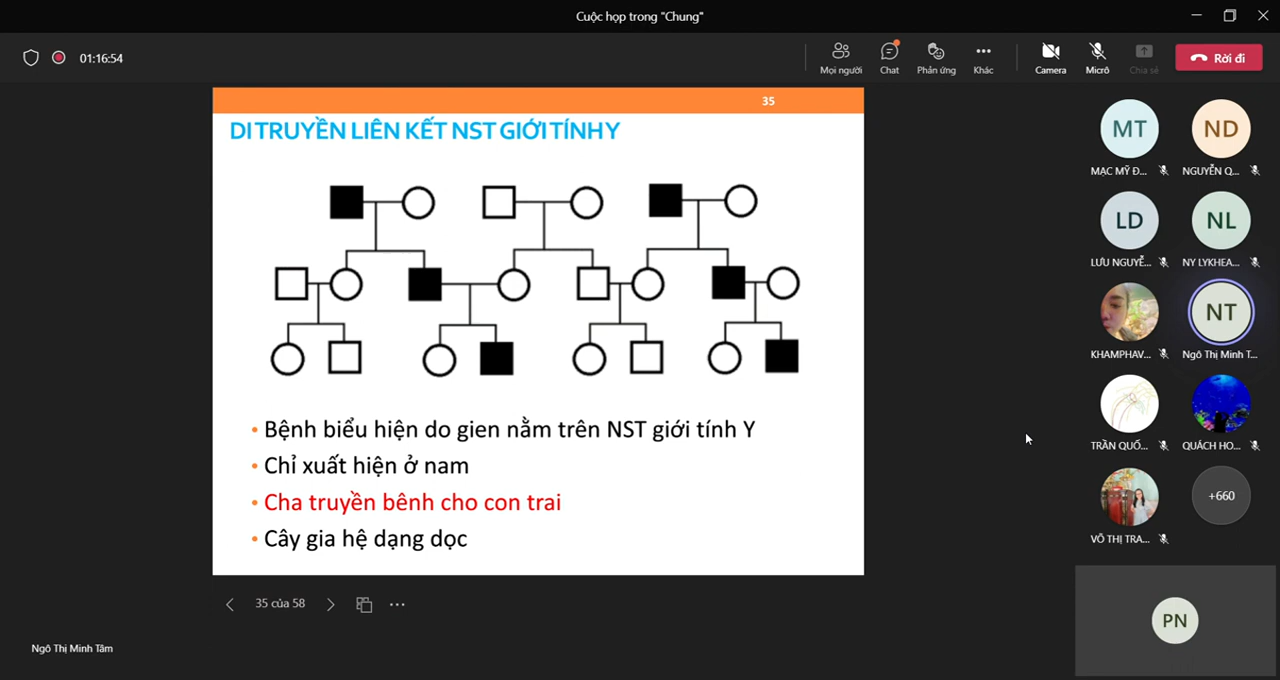 Cuộc họp trong "Chung"
01:16:54
Mọi người
Chat
Phản ứng
Khác
Camera
Micrô
Chia sẻ
Rời đi
35
DI TRUYỀN LIÊN KẾT NST GIỚI TÍNH Y
• Bệnh biểu hiện do gien nằm trên NST giới tính Y
• Chỉ xuất hiện ở nam
• Cha truyền bênh cho con trai
• Cây gia hệ dạng dọc
35 của 58
Ngô Thị Minh Tâm
MT
ND
MẠC MỸ Đ...
NGUYỄN Q...
LD
NL
LƯU NGUYỄ...
NY LYKHEA...
NT
KHAMPHAV...
Ngô Thị Minh T...
TRẦN QUỐ...
QUÁCH HO...
+660
VÕ THỊ TRA...
PN